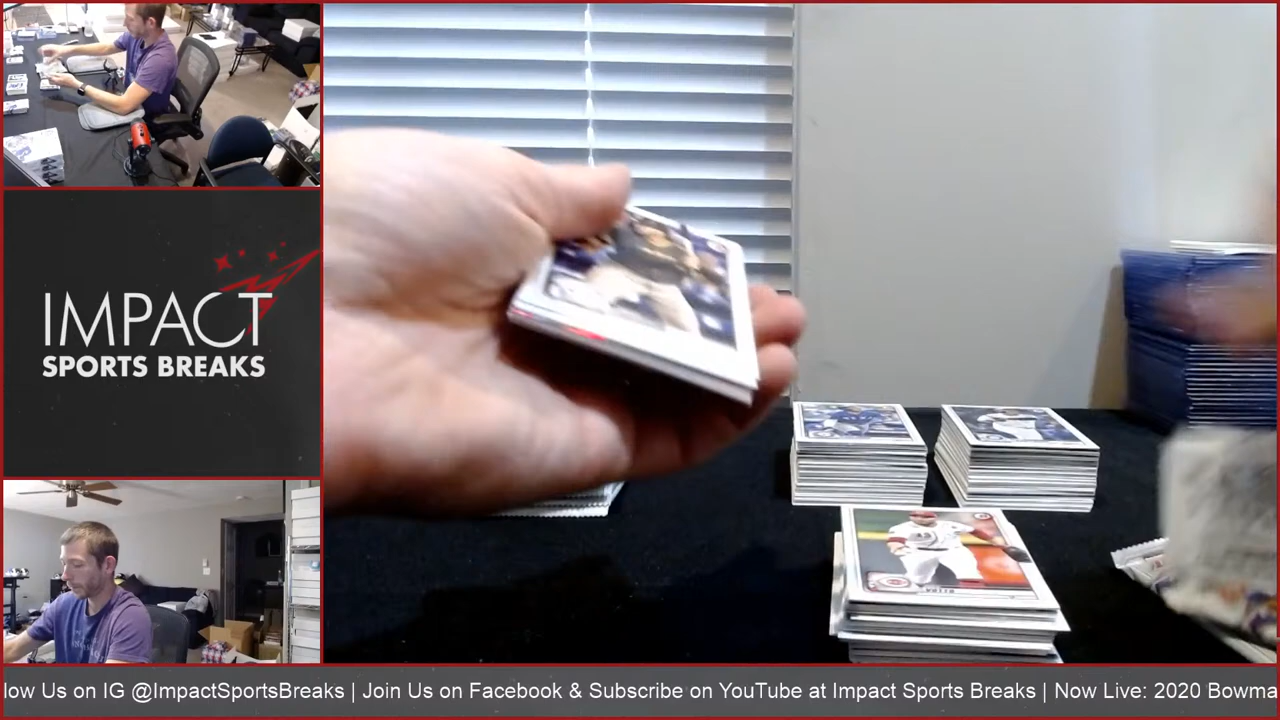 IMPACT
SPORTS BREAKS
low Us on IG @ImpactSportsBreaks | Join Us on Facebook & Subscribe on YouTube at Impact Sports Breaks | Now Live: 2020 Bowma